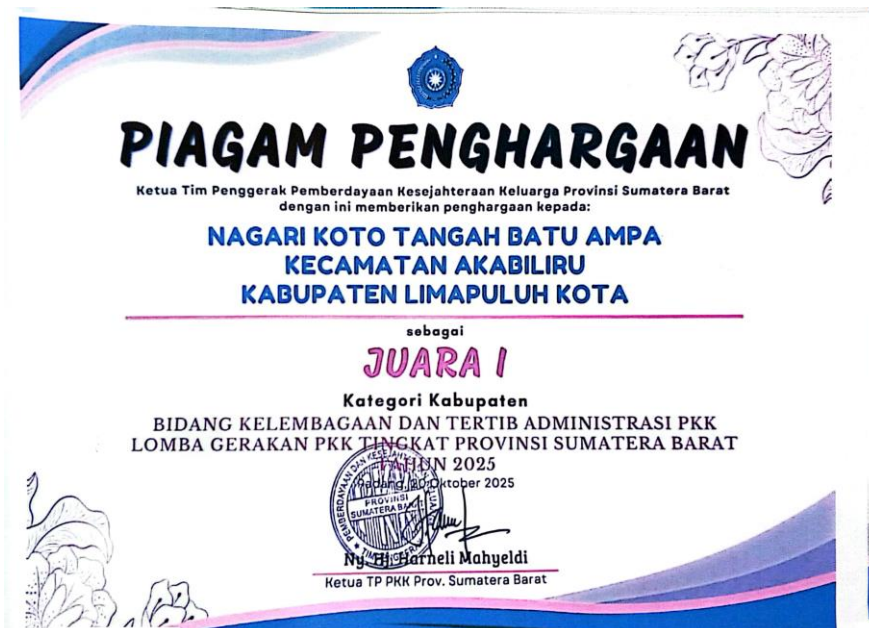 PIAGAM PENGHARGAAN
Ketua Tim Penggerak Pemberdayaan Kesejahteraan Keluarga Provinsi Sumatera Barat
dengan ini memberikan penghargaan kepada:
NAGARI KOTO TANGAH BATU AMPA
KECAMATAN AKABILIRU
KABUPATEN LIMAPULUH KOTA
sebagai
JUARA I
Kategori Kabupaten
BIDANG KELEMBAGAAN DAN TERTIB ADMINISTRASI PKK
LOMBA GERAKAN PKK TINGKAT PROVINSI SUMATERA BARAT
TAHUN 2025
Padang, 20 Oktober 2025
PROVINSI
SUMATERA BARAT
Ny. Hj. Harneli Mahyeldi
Ketua TP PKK Prov. Sumatera Barat